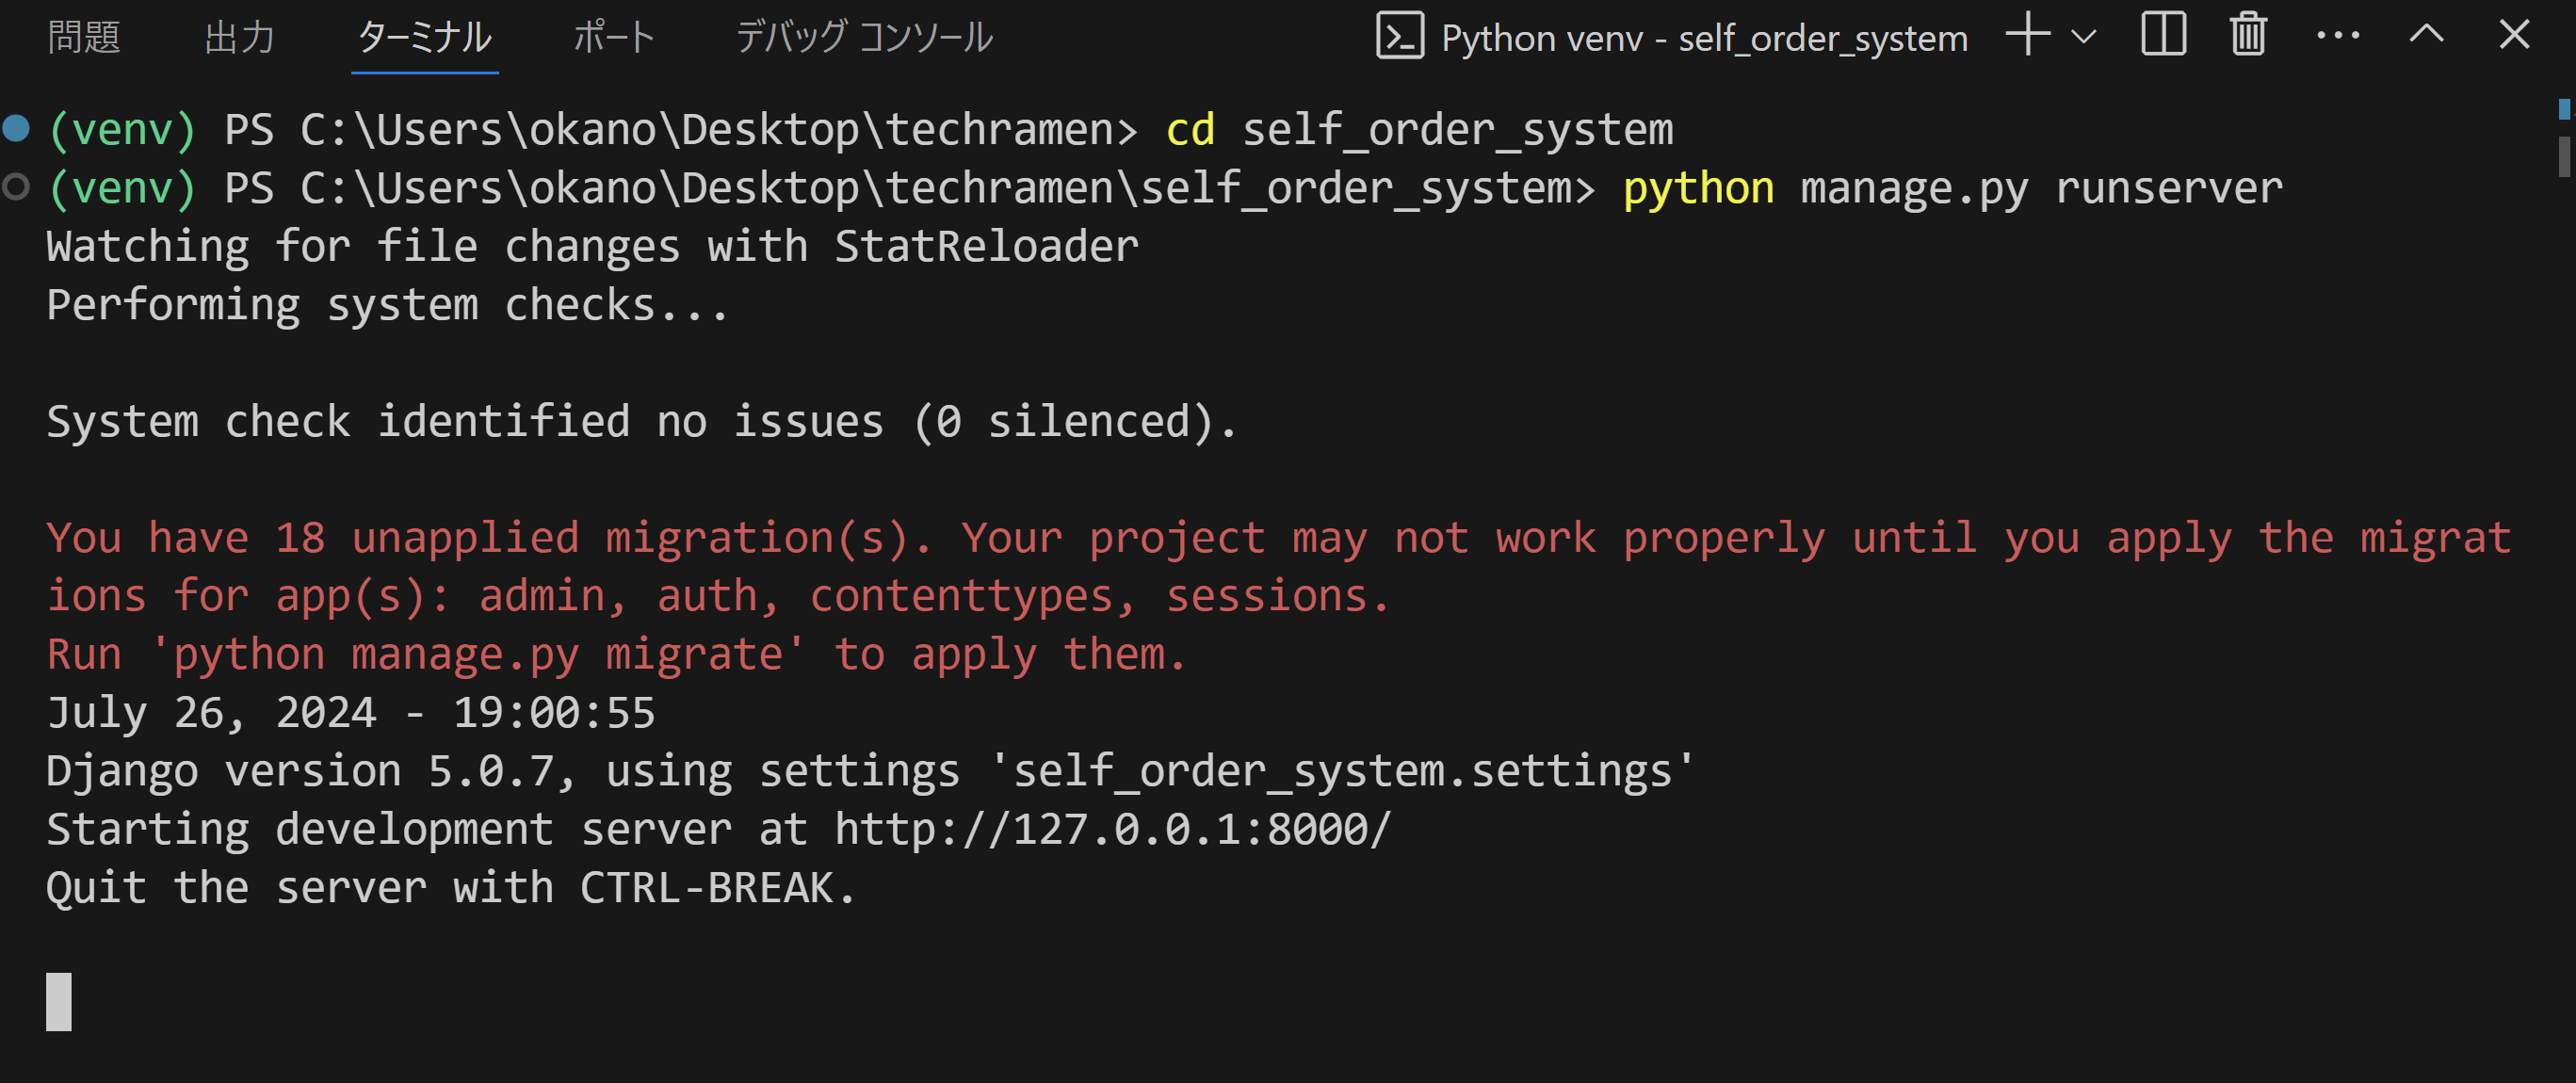 問題 出力 ターミナル ポート デバッグ コンソール Python venv - self_order_system
(venv) PS C:\Users\okano\Desktop\techramen> cd self_order_system
(venv) PS C:\Users\okano\Desktop\techramen\self_order_system> python manage.py runserver
Watching for file changes with StatReloader
Performing system checks...
System check identified no issues (0 silenced).
You have 18 unapplied migration(s). Your project may not work properly until you apply the migrat
ions for app(s): admin, auth, contenttypes, sessions.
Run 'python manage.py migrate' to apply them.
July 26, 2024 - 19:00:55
Django version 5.0.7, using settings 'self_order_system.settings'
Starting development server at http://127.0.0.1:8000/
Quit the server with CTRL-BREAK.